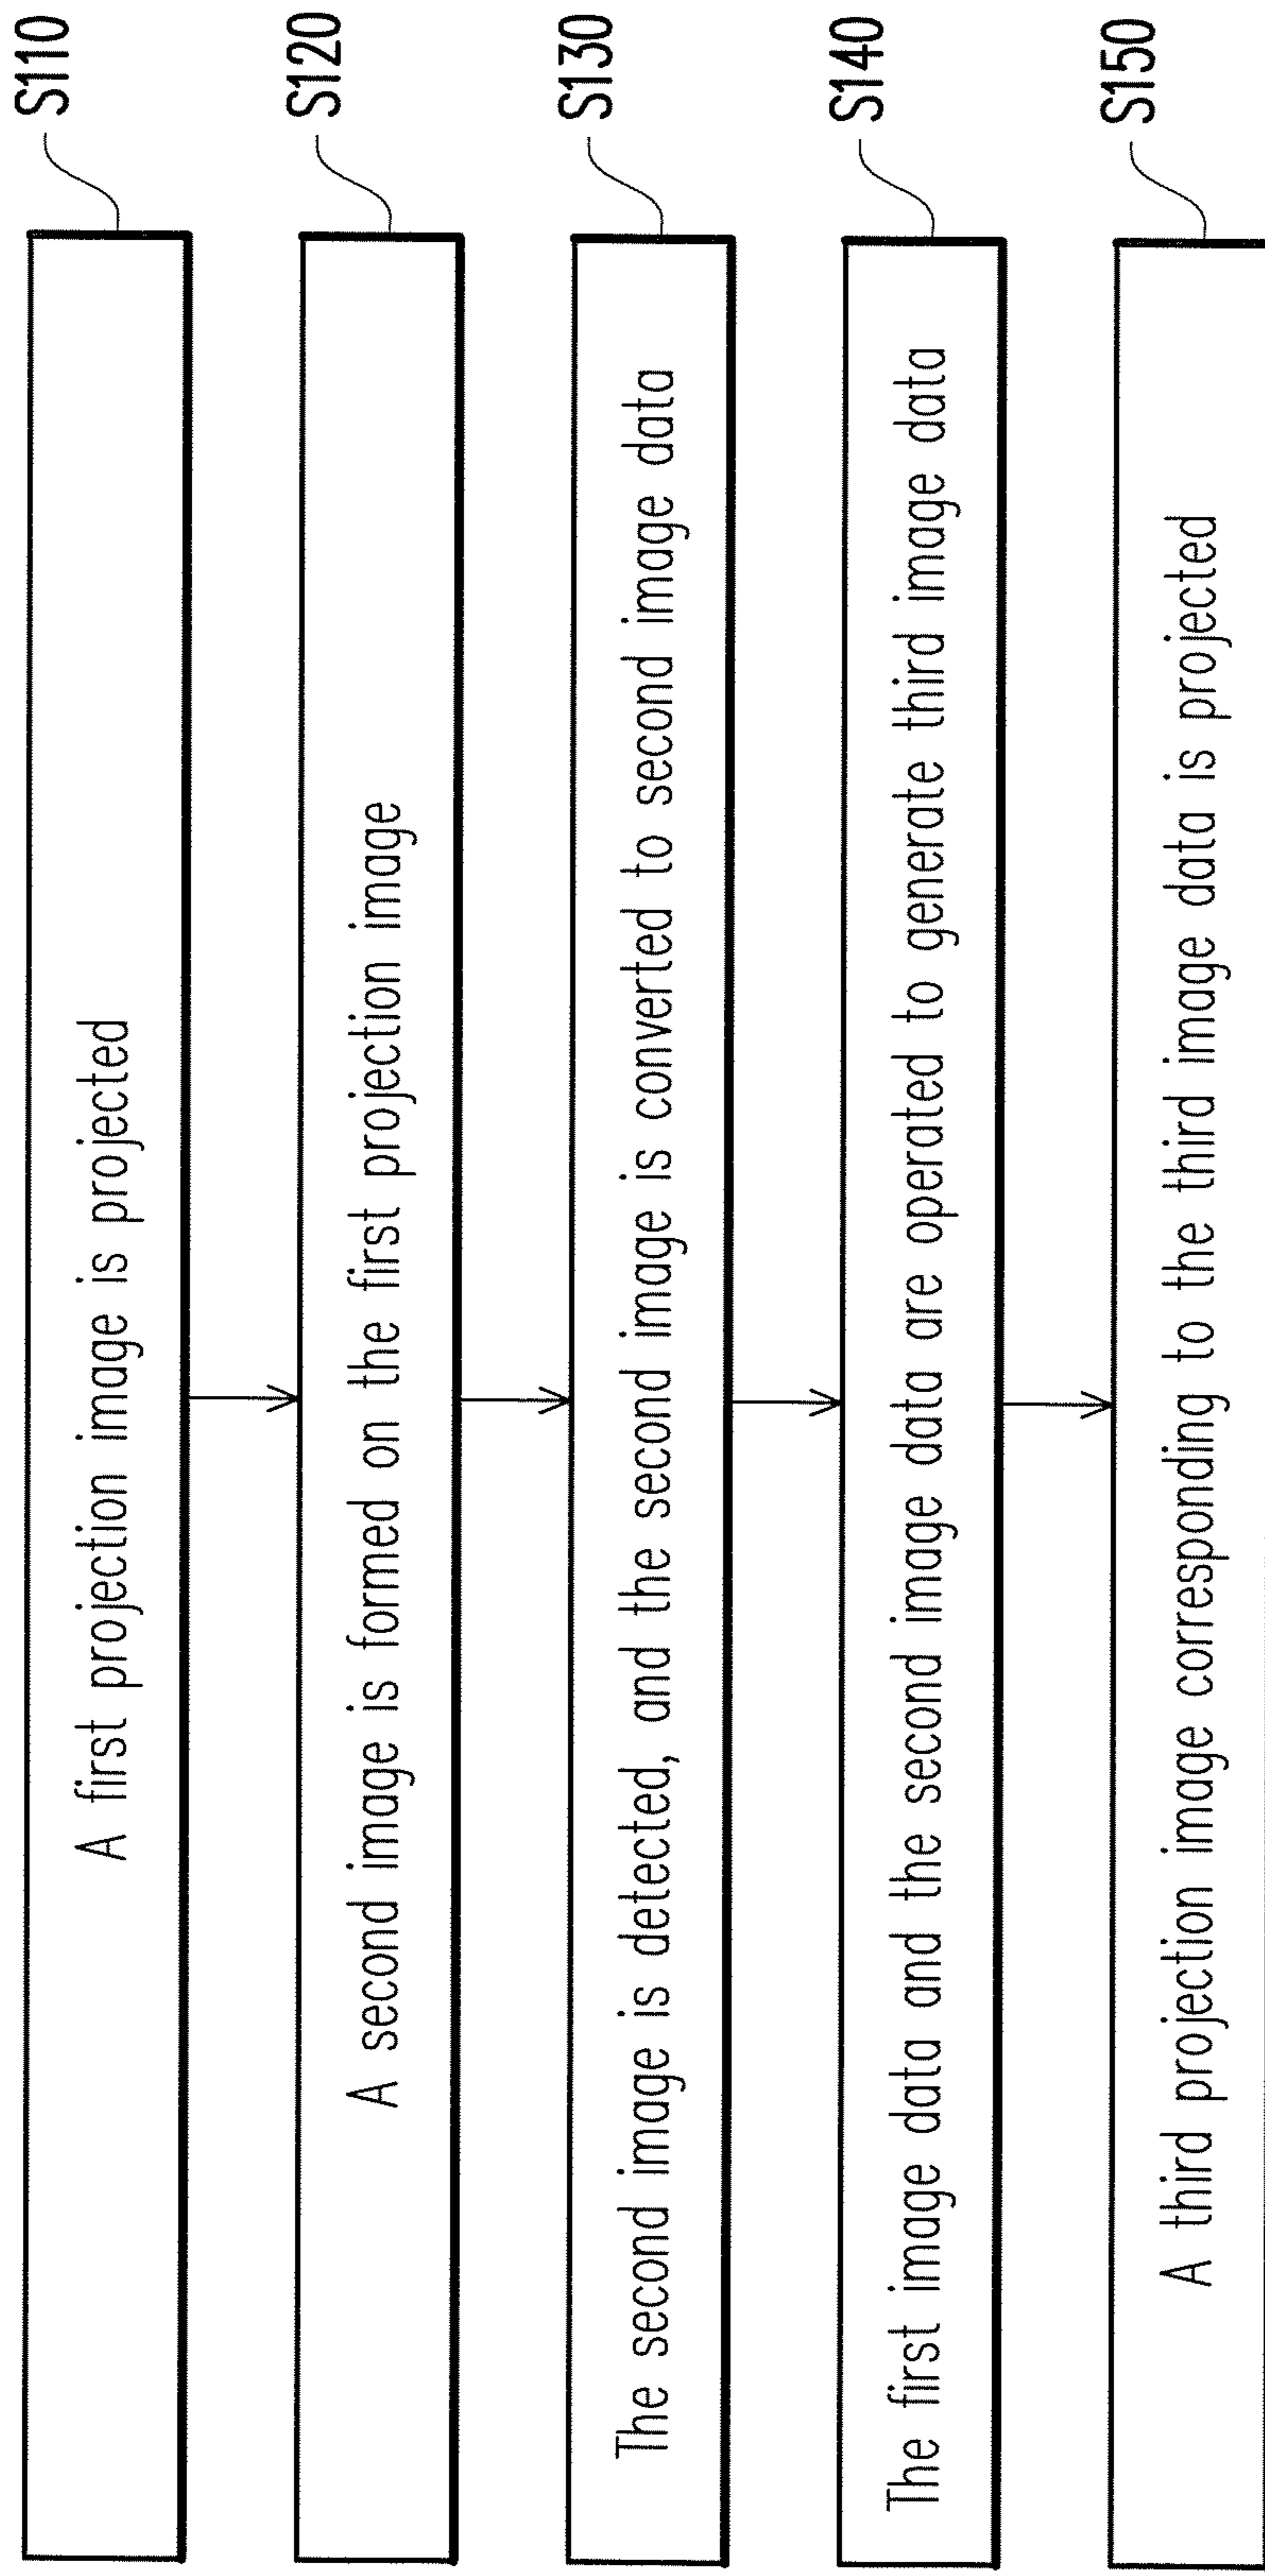 A first projection image is projected
S110
A second image is formed on the first projection image
S120
The second image is detected, and the second image is converted to second image data
S130
The first image data and the second image data are operated to generate third image data
S140
A third projection image corresponding to the third image data is projected
S150